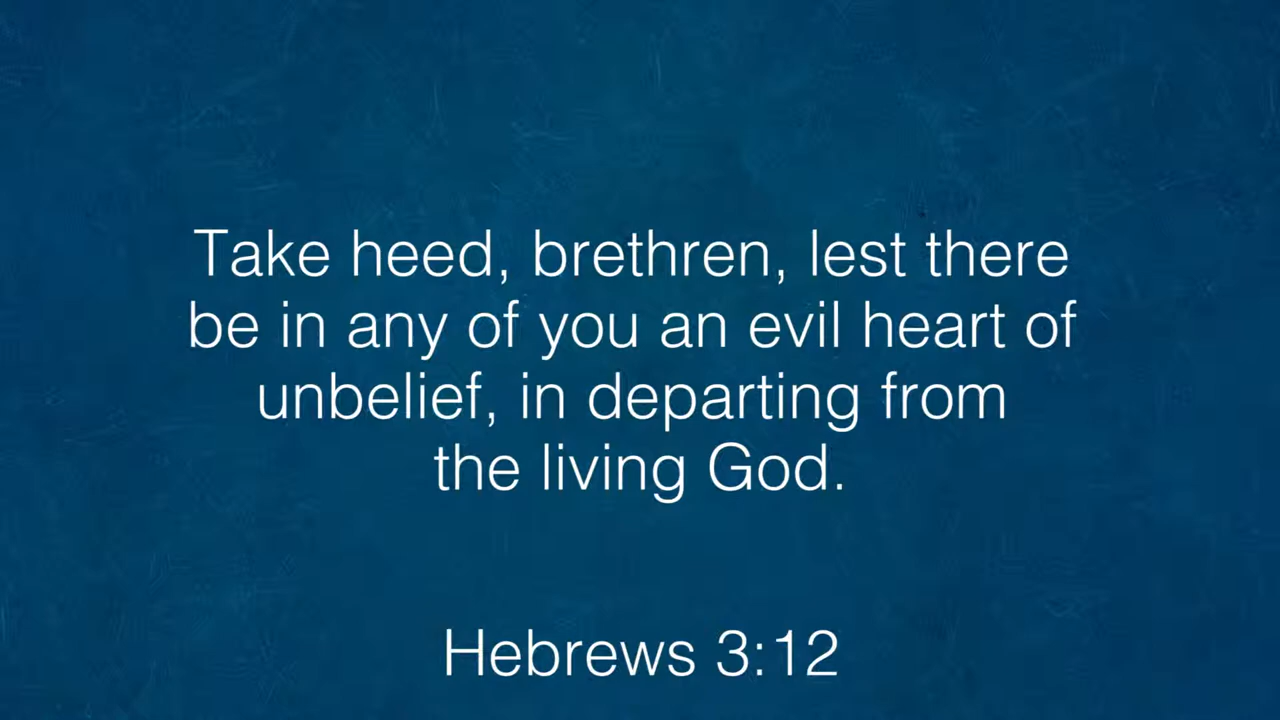 Take heed, brethren, lest there
be in any of you an evil heart of
unbelief, in departing from
the living God.
Hebrews 3:12